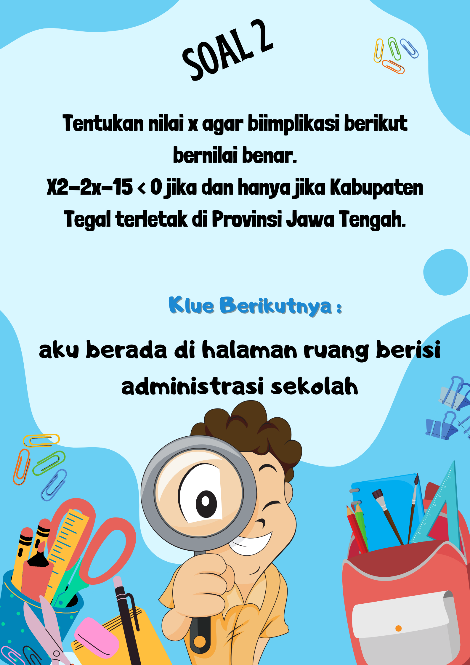 SOAL 2
Tentukan nilai x agar biimplikasi berikut
bernilai benar.
X2-2x-15 < 0 jika dan hanya jika Kabupaten
Tegal terletak di Provinsi Jawa Tengah.
Klue Berikutnya :
aku berada di halaman ruang berisi
administrasi sekolah